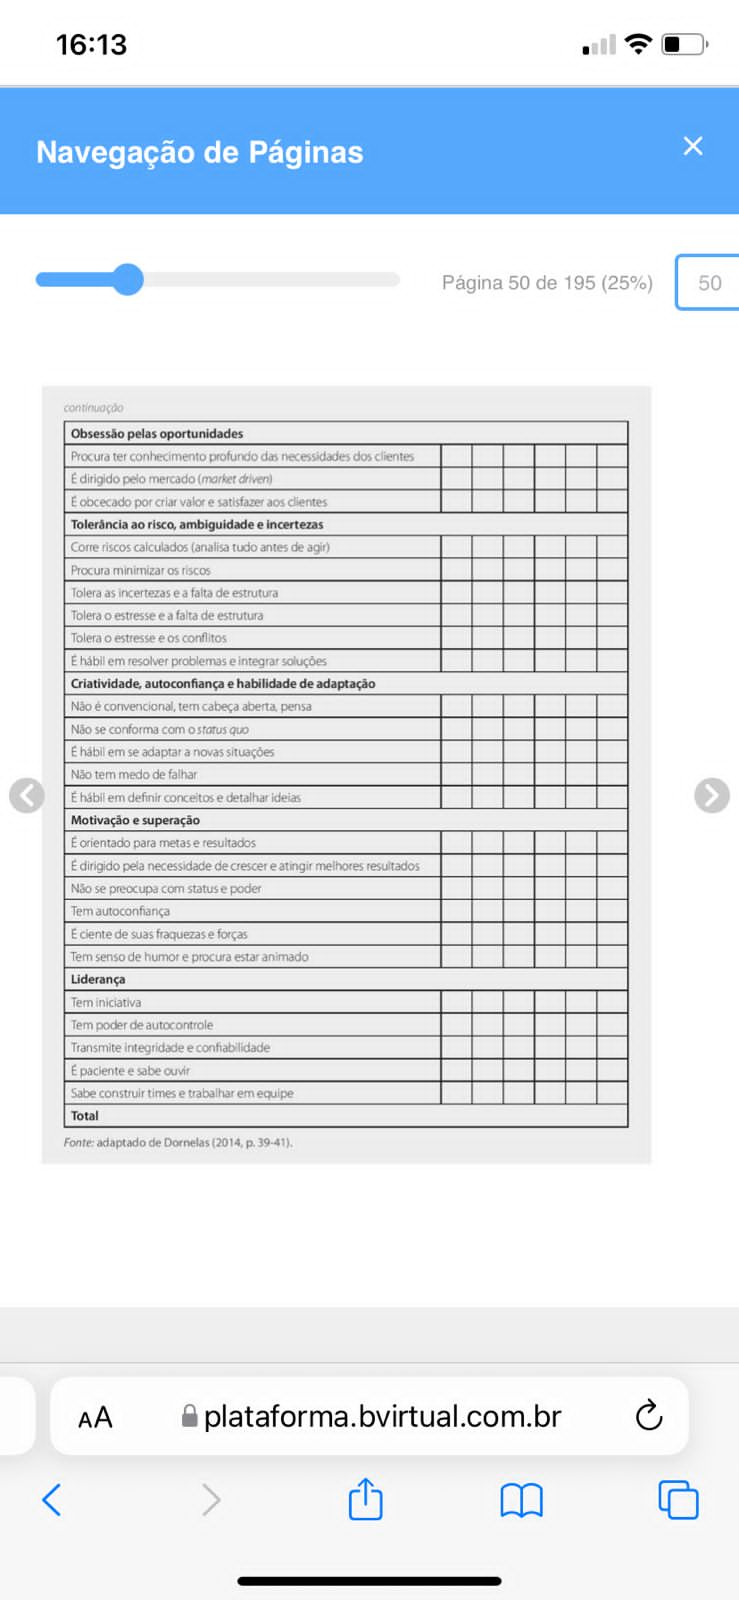 16:13
Navegação de Páginas
Página 50 de 195 (25%)
50
continuação
Obsessão pelas oportunidades
Procura ter conhecimento profundo das necessidades dos clientes
É dirigido pelo mercado (market driven)
É obcecado por criar valor e satisfazer aos clientes
Tolerância ao risco, ambiguidade e incertezas
Corre riscos calculados (analisa tudo antes de agir)
Procura minimizar os riscos
Tolera as incertezas e a falta de estrutura
Tolera o estresse e a falta de estrutura
Tolera o estresse e os conflitos
É hábil em resolver problemas e integrar soluções
Criatividade, autoconfiança e habilidade de adaptação
Não é convencional, tem cabeça aberta, pensa
Não se conforma com o status quo
É hábil em se adaptar a novas situações
Não tem medo de falhar
É hábil em definir conceitos e detalhar ideias
Motivação e superação
É orientado para metas e resultados
É dirigido pela necessidade de crescer e atingir melhores resultados
Não se preocupa com status e poder
Tem autoconfiança
É ciente de suas fraquezas e forças
Tem senso de humor e procura estar animado
Liderança
Tem iniciativa
Tem poder de autocontrole
Transmite integridade e confiabilidade
É paciente e sabe ouvir
Sabe construir times e trabalhar em equipe
Total
Fonte: adaptado de Dornelas (2014, p. 39-41).
AA
plataforma.bvirtual.com.br